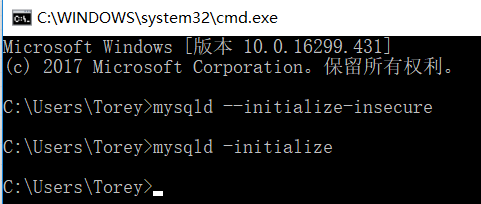 C:\WINDOWS\system32\cmd.exe
Microsoft Windows [版本 10.0.16299.431]
(c) 2017 Microsoft Corporation。保留所有权利。
C:\Users\Torey>mysqld --initialize-insecure
C:\Users\Torey>mysqld -initialize
C:\Users\Torey>